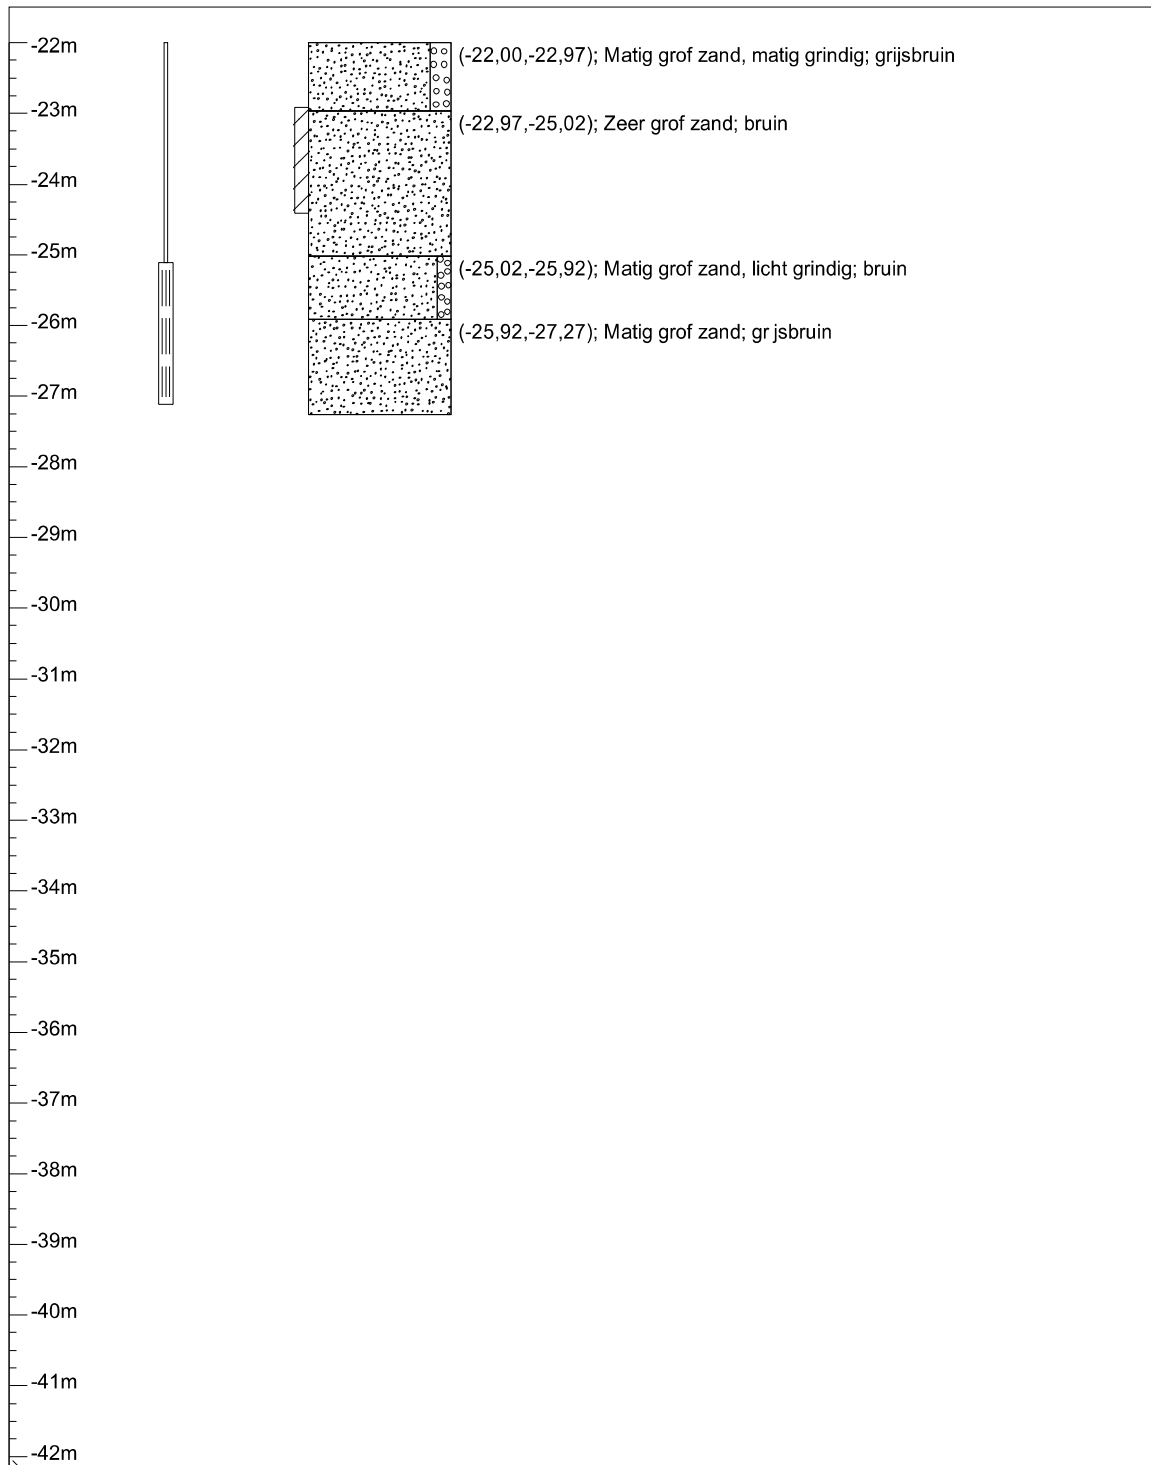 -22m
(-22,00,-22,97); Matig grof zand, matig grindig; grijsbruin
-23m
(-22,97,-25,02); Zeer grof zand; bruin
-24m
-25m
(-25,02,-25,92); Matig grof zand, licht grindig; bruin
-26m
(-25,92,-27,27); Matig grof zand; gr jsbruin
-27m
-28m
-29m
-30m
-31m
-32m
-33m
-34m
-35m
-36m
-37m
-38m
-39m
-40m
-41m
-42m